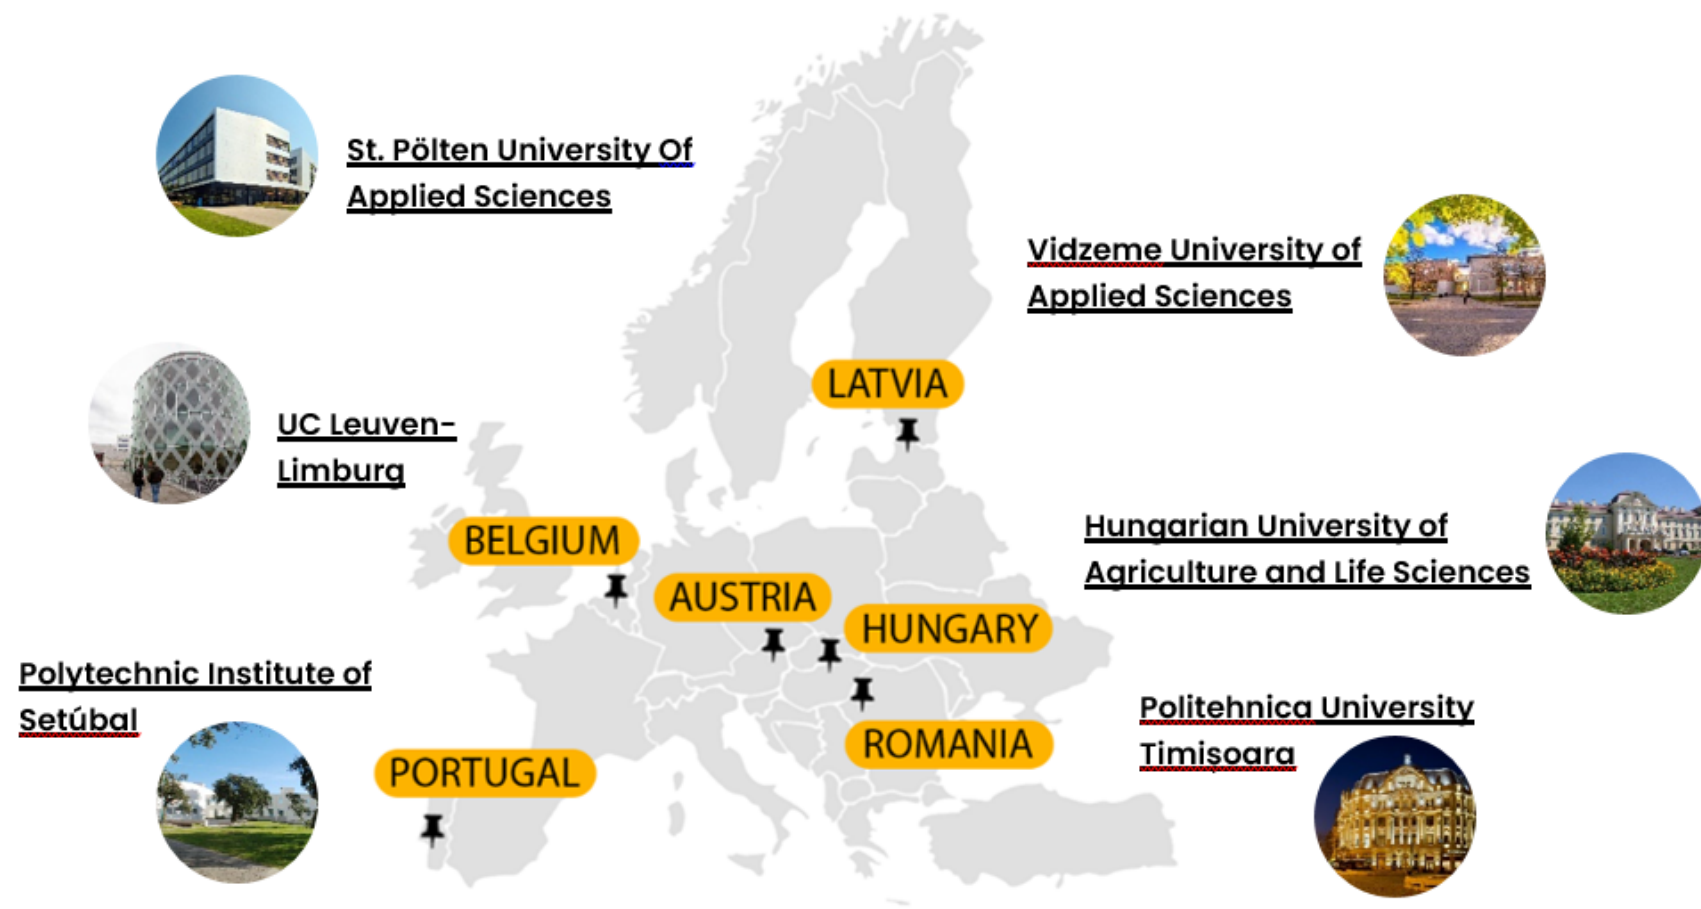 St. Pölten University Of
Applied Sciences
Vidzeme University of
Applied Sciences
LATVIA
UC Leuven-
Limburg
BELGIUM
Hungarian University of
Agriculture and Life Sciences
AUSTRIA
HUNGARY
Polytechnic Institute of
Setúbal
Politehnica University
Timișoara
ROMANIA
PORTUGAL